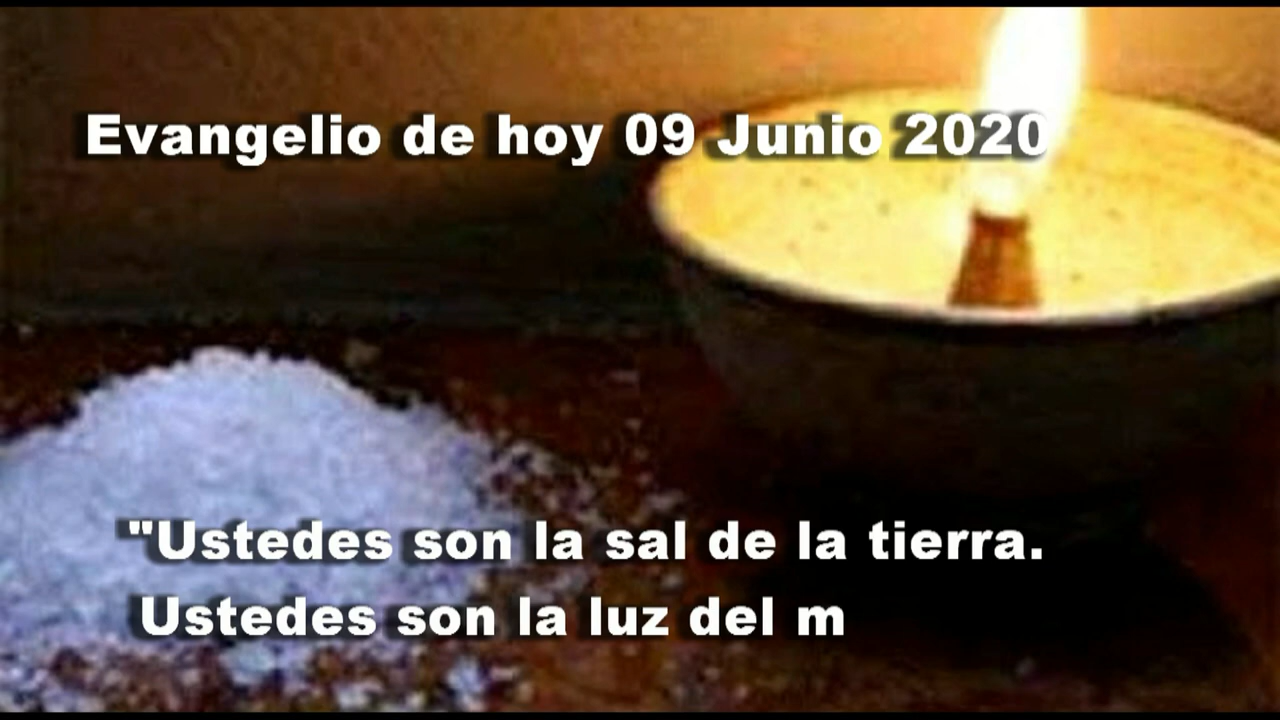 Evangelio de hoy 09 Junio 2020
"Ustedes son la sal de la tierra.
Ustedes son la luz del m